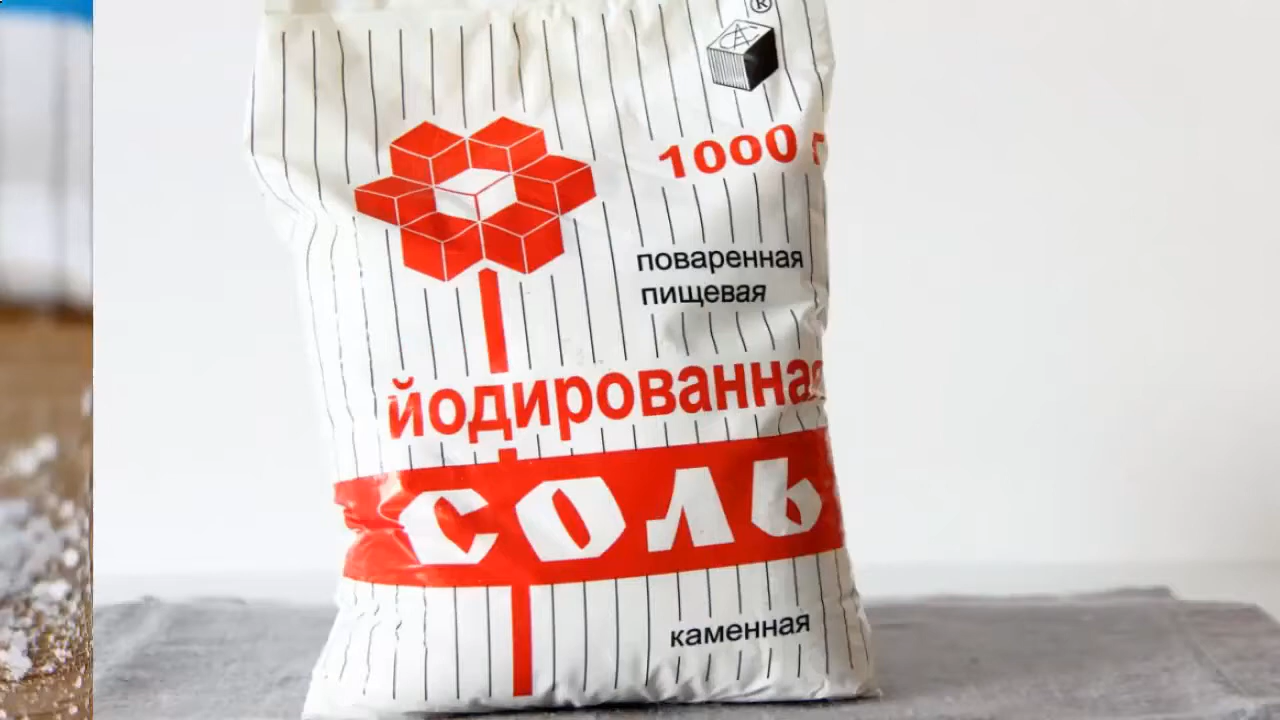 ®
1000 г
поваренная
пищевая
йодированная
СОЛЬ
каменная